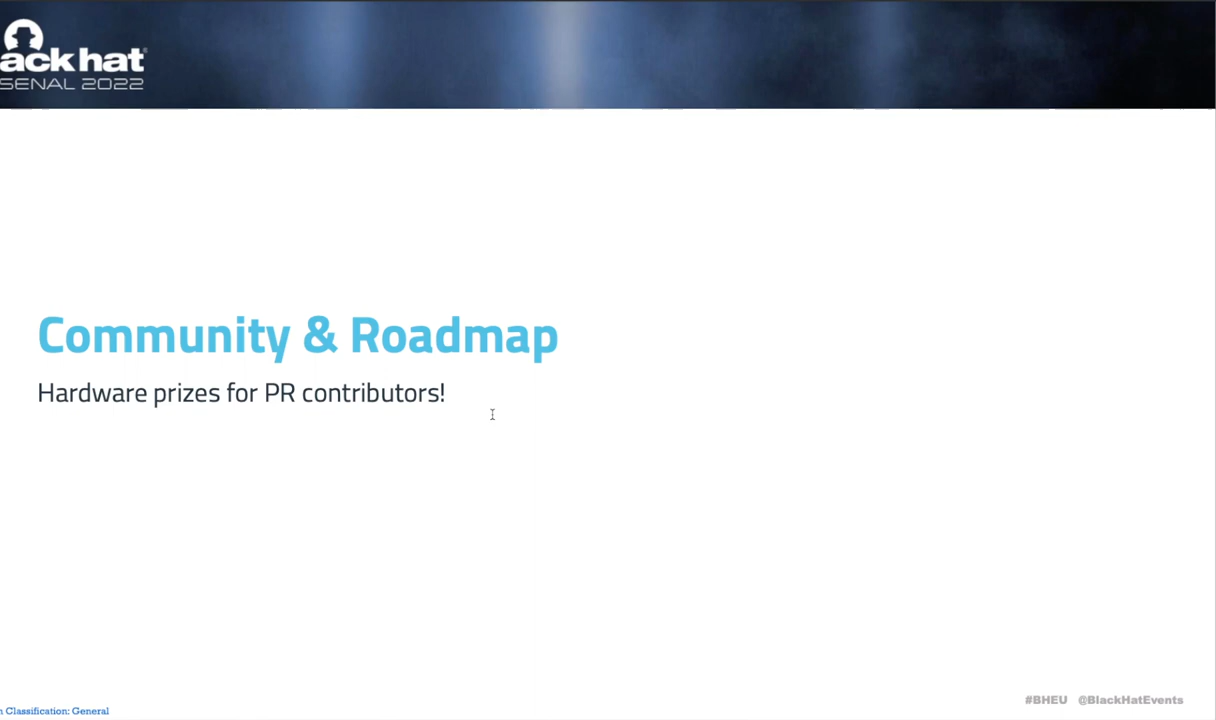 ack hat
SENAL 2022
Community & Roadmap
Hardware prizes for PR contributors!
#BHEU @BlackHatEvents
n Classification: General